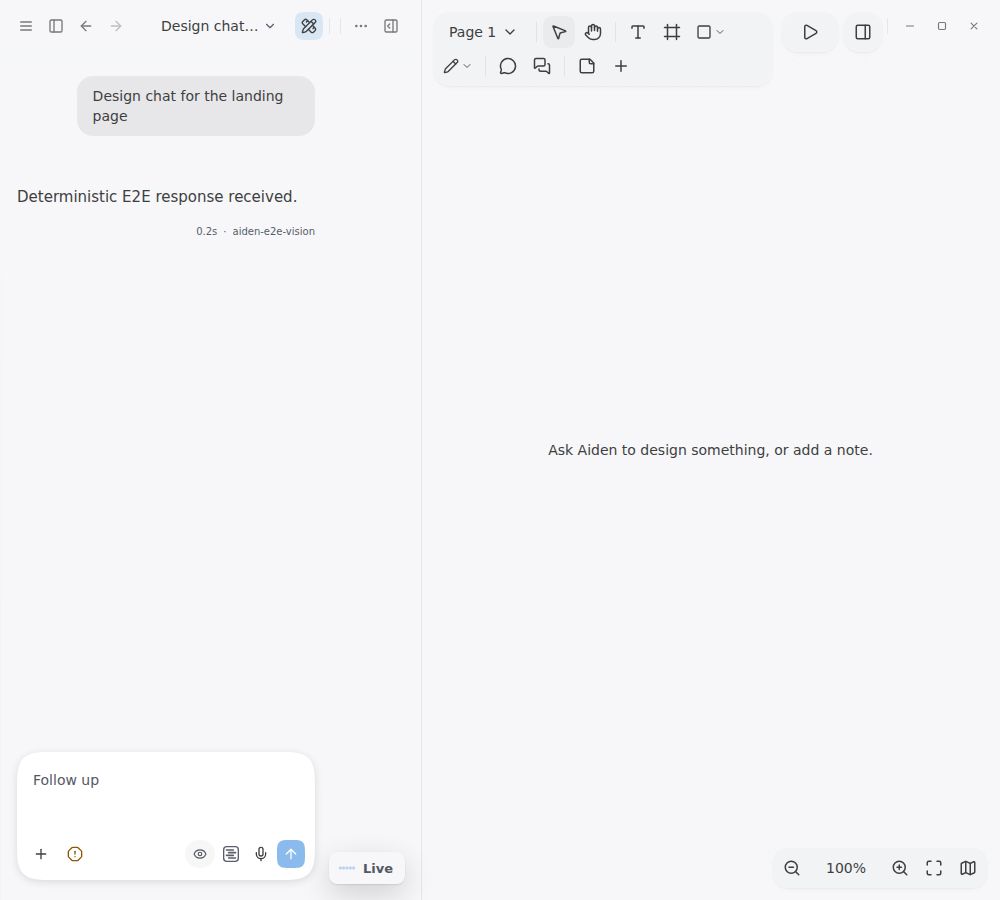 Design chat...
Page 1
Design chat for the landing
page
Deterministic E2E response received.
0.2s · aiden-e2e-vision
Ask Aiden to design something, or add a note.
Follow up
Live
100%